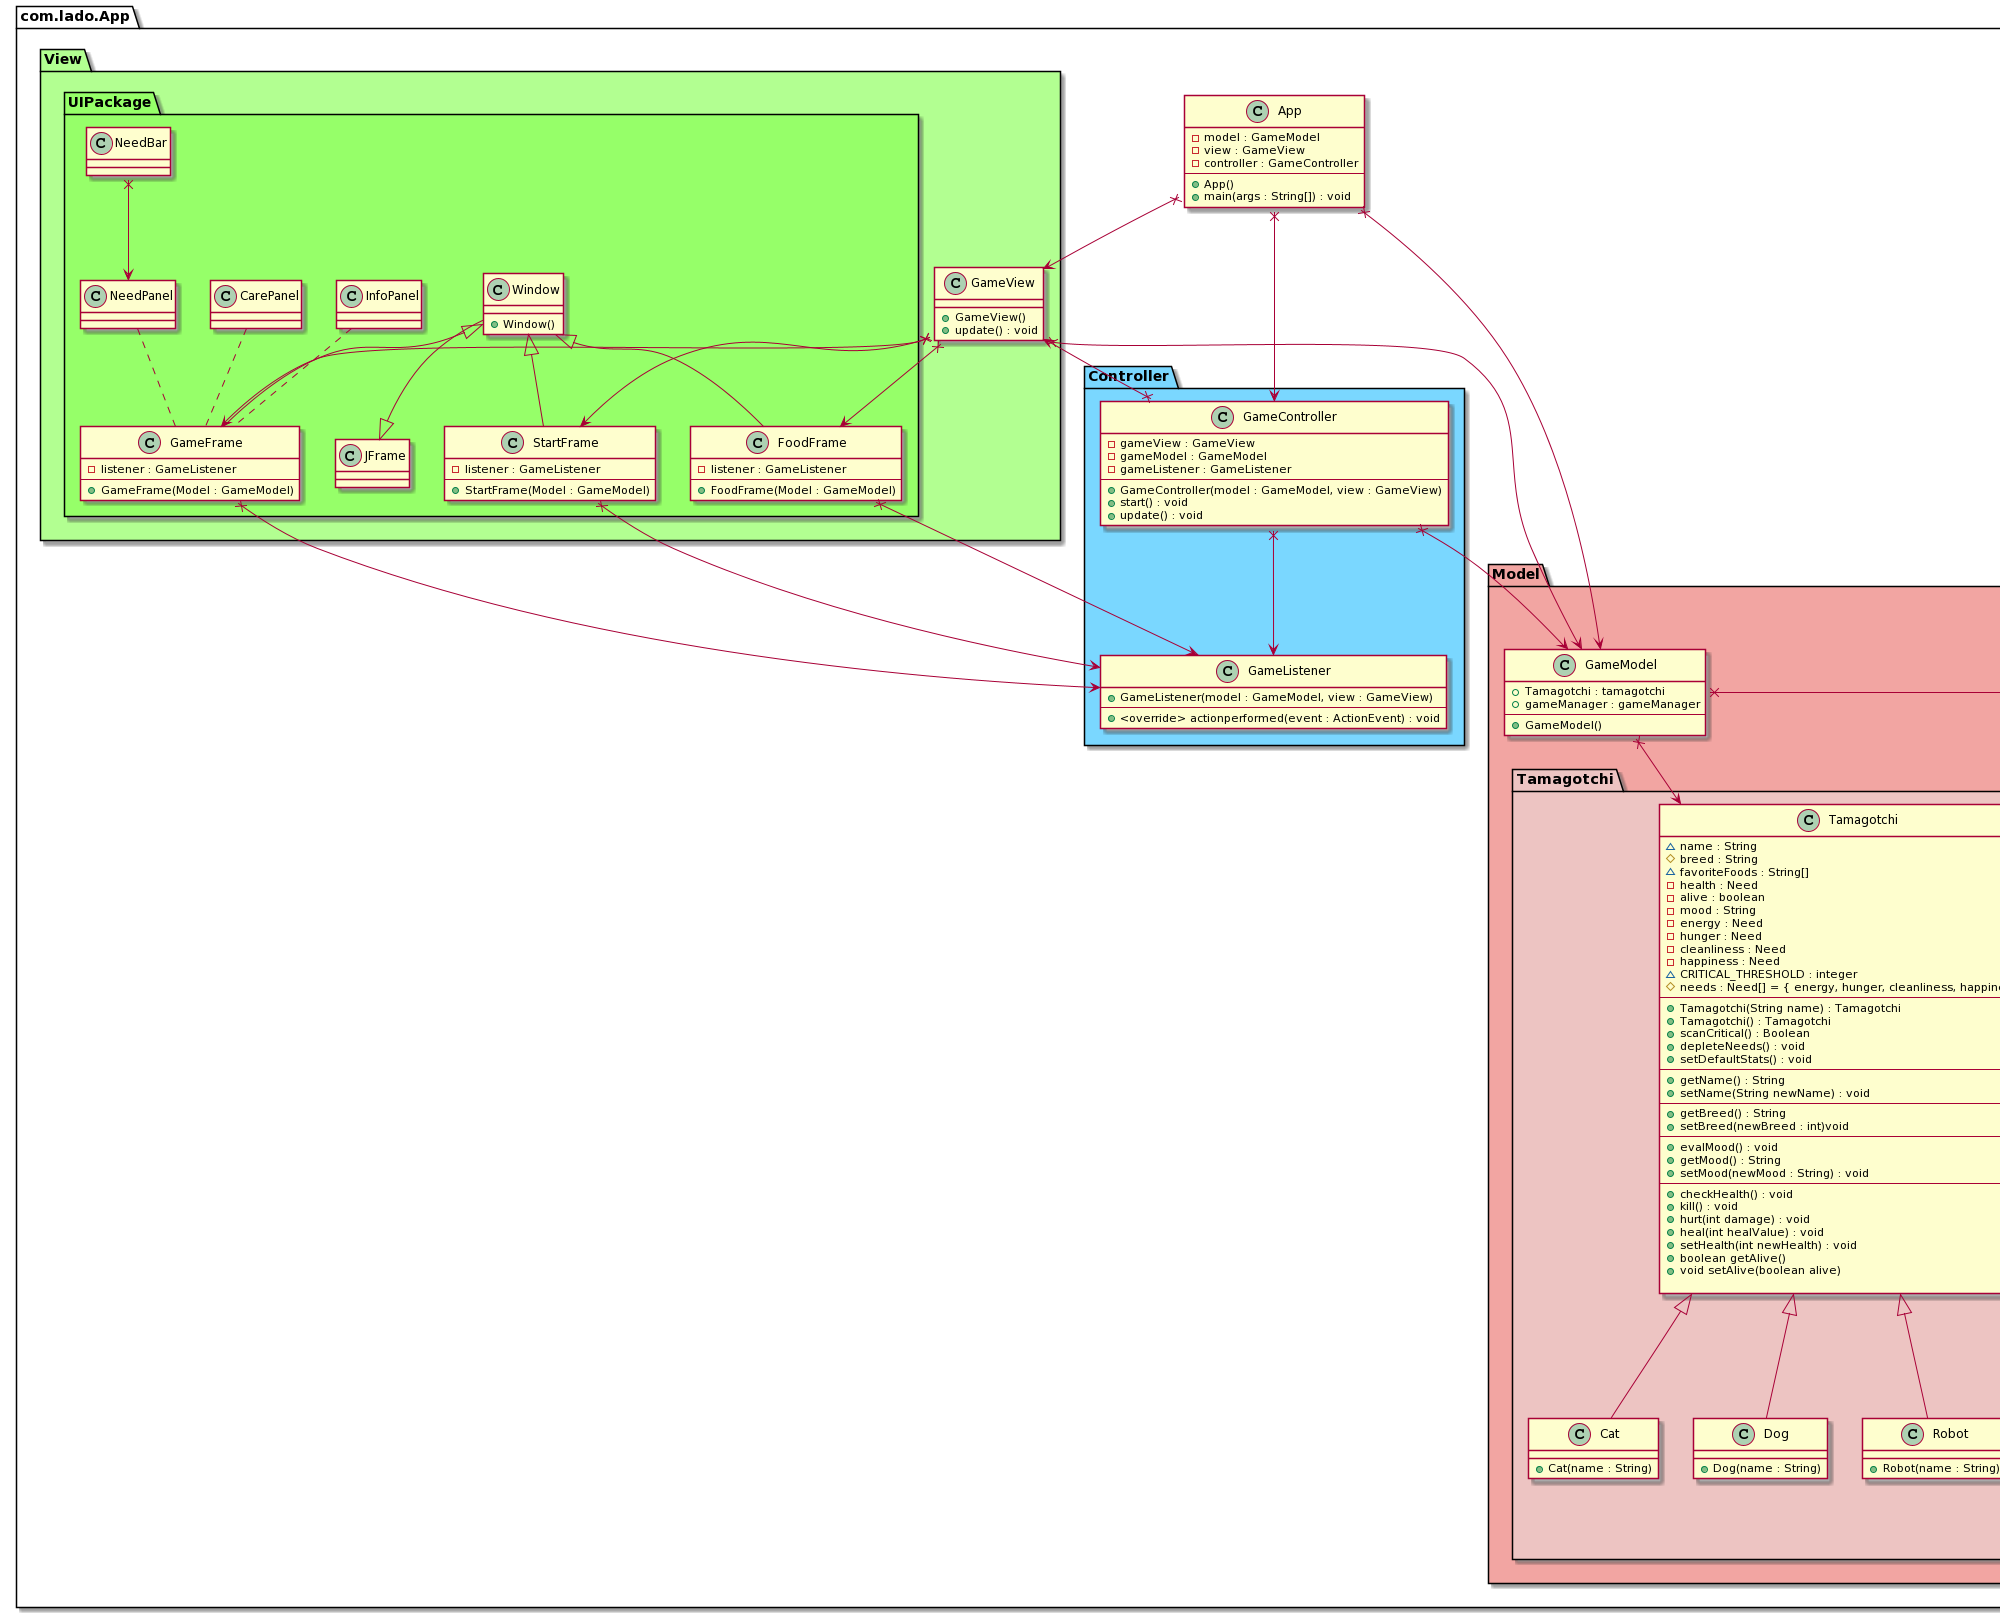 com.lado.App
View
UIPackage
C NeedBar
C App
model : GameModel
view : GameView
controller : GameController
App()
main(args : String[]) : void
C NeedPanel
C CarePanel
C InfoPanel
C Window
Window()
C GameView
GameView()
update() : void
C GameFrame
listener : GameListener
GameFrame(Model : GameModel)
C JFrame
C StartFrame
listener : GameListener
StartFrame(Model : GameModel)
C FoodFrame
listener : GameListener
FoodFrame(Model : GameModel)
Controller
C GameController
gameView : GameView
gameModel : GameModel
gameListener : GameListener
GameController(model : GameModel, view : GameView)
start() : void
update() : void
C GameListener
GameListener(model : GameModel, view : GameView)
<override> actionperformed(event : ActionEvent) : void
Model
C GameModel
Tamagotchi : tamagotchi
gameManager : gameManager
GameModel()
Tamagotchi
C Tamagotchi
name : String
breed : String
favoriteFoods : String[]
health : Need
alive : boolean
mood : String
energy : Need
hunger : Need
cleanliness : Need
happiness : Need
CRITICAL_THRESHOLD : integer
needs : Need[] = { energy, hunger, cleanliness,
Tamagotchi(String name) : Tamagotchi
Tamagotchi() : Tamagotchi
scanCritical() : Boolean
depleteNeeds() : void
setDefaultStats() : void
getName() : String
setName(String newName) : void
getBreed() : String
setBreed(newBreed : int)void
evalMood() : void
getMood() : String
setMood(newMood : String) : void
checkHealth() : void
kill() : void
hurt(int damage) : void
heal(int healValue) : void
setHealth(int newHealth) : void
boolean getAlive()
void setAlive(boolean alive)
C Cat
Cat(name : String)
C Dog
Dog(name : String)
C Robot
Robot(name : String)